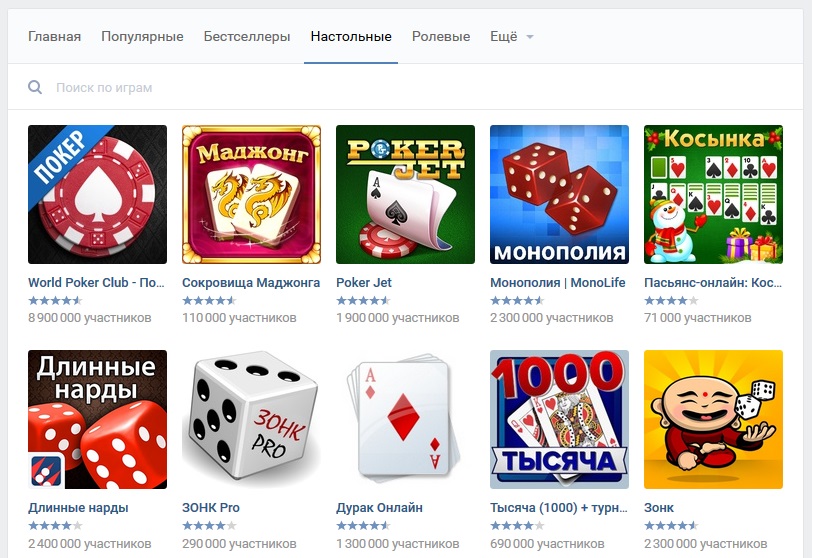 Главная Популярные Бестселлеры Настольные Ролевые Ещё
Поиск по играм
ПОКЕР
Маджонг
POKER
JET
A
МОНОПОЛИЯ
Косынка
World Poker Club - По...
Сокровища Маджонга
Poker Jet
Монополия | MonoLife
Пасьянс-онлайн: Кос...
8 900 000 участников
110 000 участников
1 900 000 участников
2 300 000 участников
71 000 участников
Длинные
нарды
ЗОНК
PRO
A
A
1000
ТЫСЯЧА
Длинные нарды
ЗОНК Pro
Дурак Онлайн
Тысяча (1000) + турн...
Зонк
2 400 000 участников
290 000 участников
1 300 000 участников
690 000 участников
2 300 000 участников